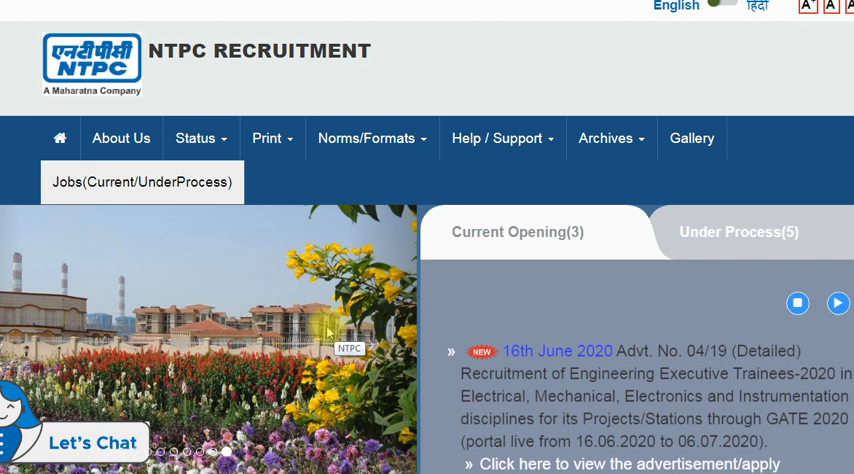 English हिंदी A+ A A
एनटीपीसी
NTPC
A Maharatna Company
NTPC RECRUITMENT
About Us Status Print Norms/Formats Help / Support Archives Gallery
Jobs(Current/UnderProcess)
Current Opening(3) Under Process(5)
NTPC
» NEW 16th June 2020 Advt. No. 04/19 (Detailed)
Recruitment of Engineering Executive Trainees-2020 in
Electrical, Mechanical, Electronics and Instrumentation
disciplines for its Projects/Stations through GATE 2020
(portal live from 16.06.2020 to 06.07.2020).
» Click here to view the advertisement/apply
Let's Chat